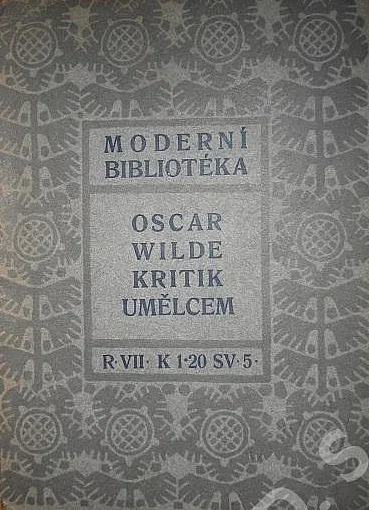 MODERNÍ
BIBLIOTÉKA
OSCAR
WILDE
KRITIK
UMĚLCEM
R·VII· K 1·20 SV·5·